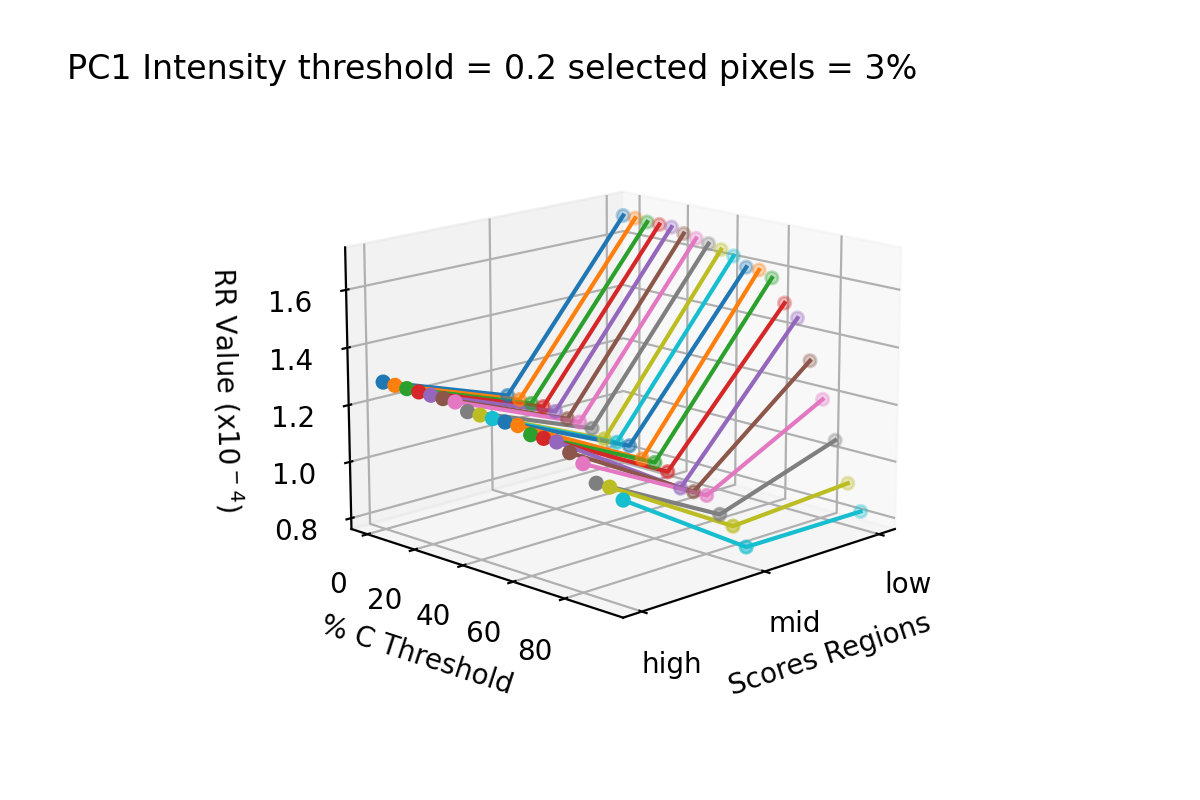 PC1 Intensity threshold = 0.2 selected pixels = 3%
RR Value (x10⁻⁴)
1.6
1.4
1.2
1.0
0.8
0
20
40
60
80
% C Threshold
high
mid
low
Scores Regions